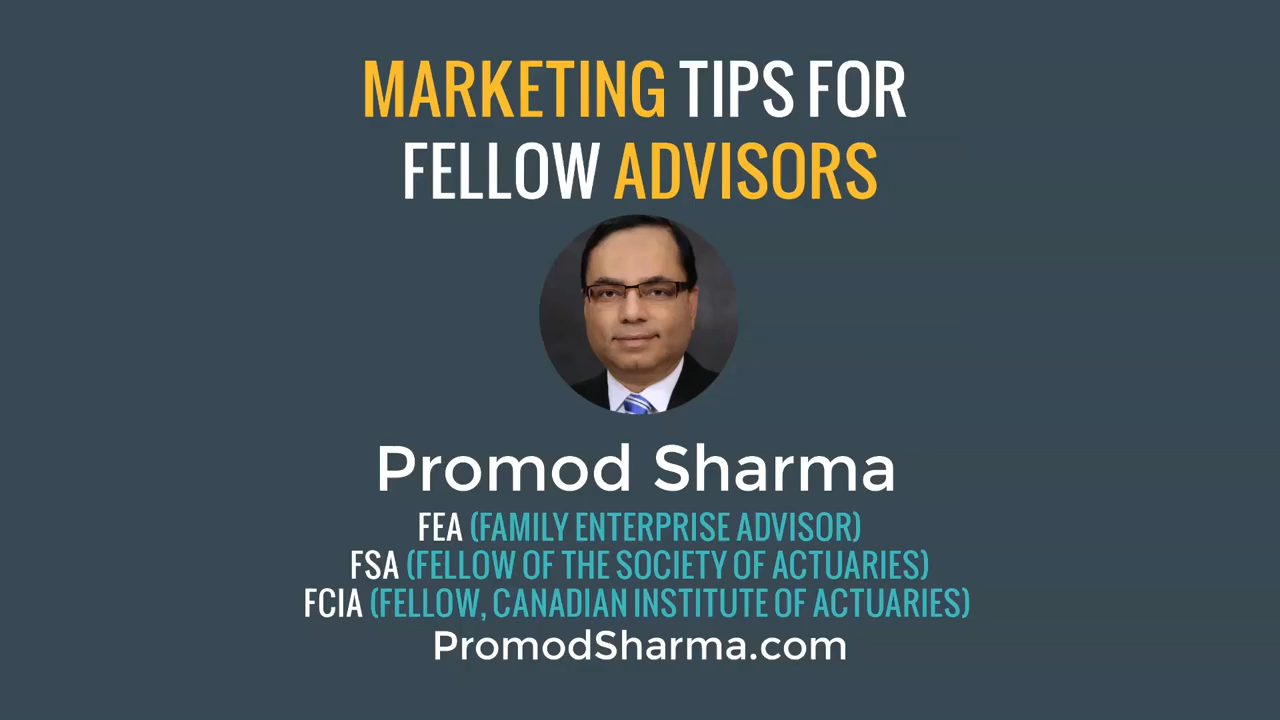 MARKETING TIPS FOR
FELLOW ADVISORS
Promod Sharma
FEA (FAMILY ENTERPRISE ADVISOR)
FSA (FELLOW OF THE SOCIETY OF ACTUARIES)
FCIA (FELLOW, CANADIAN INSTITUTE OF ACTUARIES)
PromodSharma.com